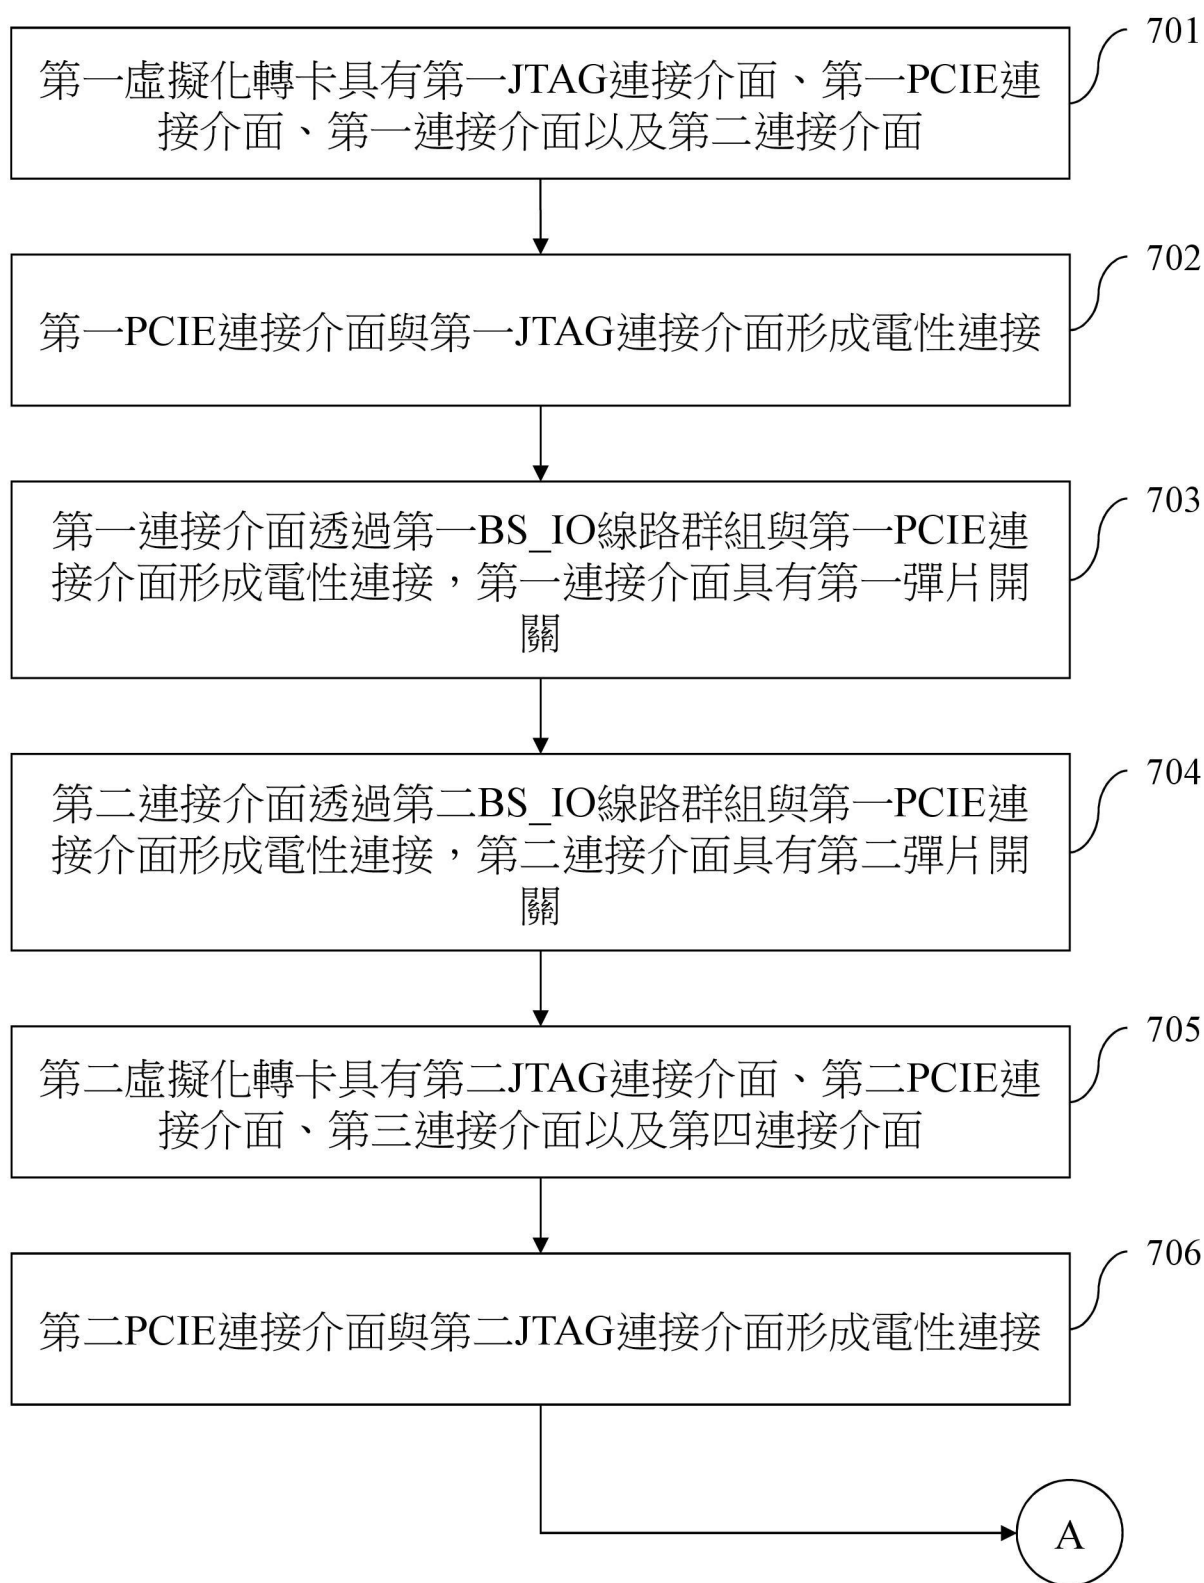 701
第一虛擬化轉卡具有第一JTAG連接介面、第一PCIE連
接介面、第一連接介面以及第二連接介面
702
第一PCIE連接介面與第一JTAG連接介面形成電性連接
703
第一連接介面透過第一BS_IO線路群組與第一PCIE連
接介面形成電性連接，第一連接介面具有第一彈片開
關
704
第二連接介面透過第二BS_IO線路群組與第一PCIE連
接介面形成電性連接，第二連接介面具有第二彈片開
關
705
第二虛擬化轉卡具有第二JTAG連接介面、第二PCIE連
接介面、第三連接介面以及第四連接介面
706
第二PCIE連接介面與第二JTAG連接介面形成電性連接
A